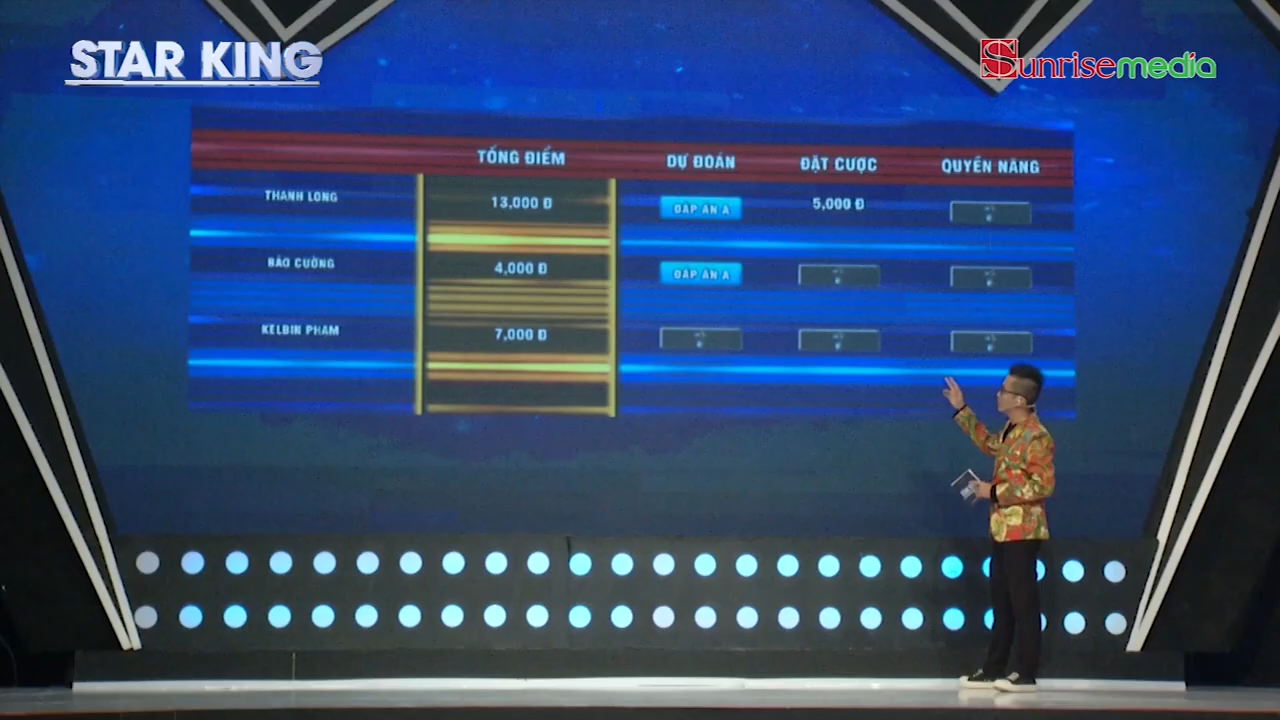 STAR KING
Sunrisemedia
TỔNG ĐIỂM DỰ ĐOÁN ĐẶT CƯỢC QUYỀN NĂNG
THANH LONG 13,000 Đ ĐÁP ÁN A 5,000 Đ
BẢO CƯỜNG 4,000 Đ ĐÁP ÁN A
KELBIN PHẠM 7,000 Đ